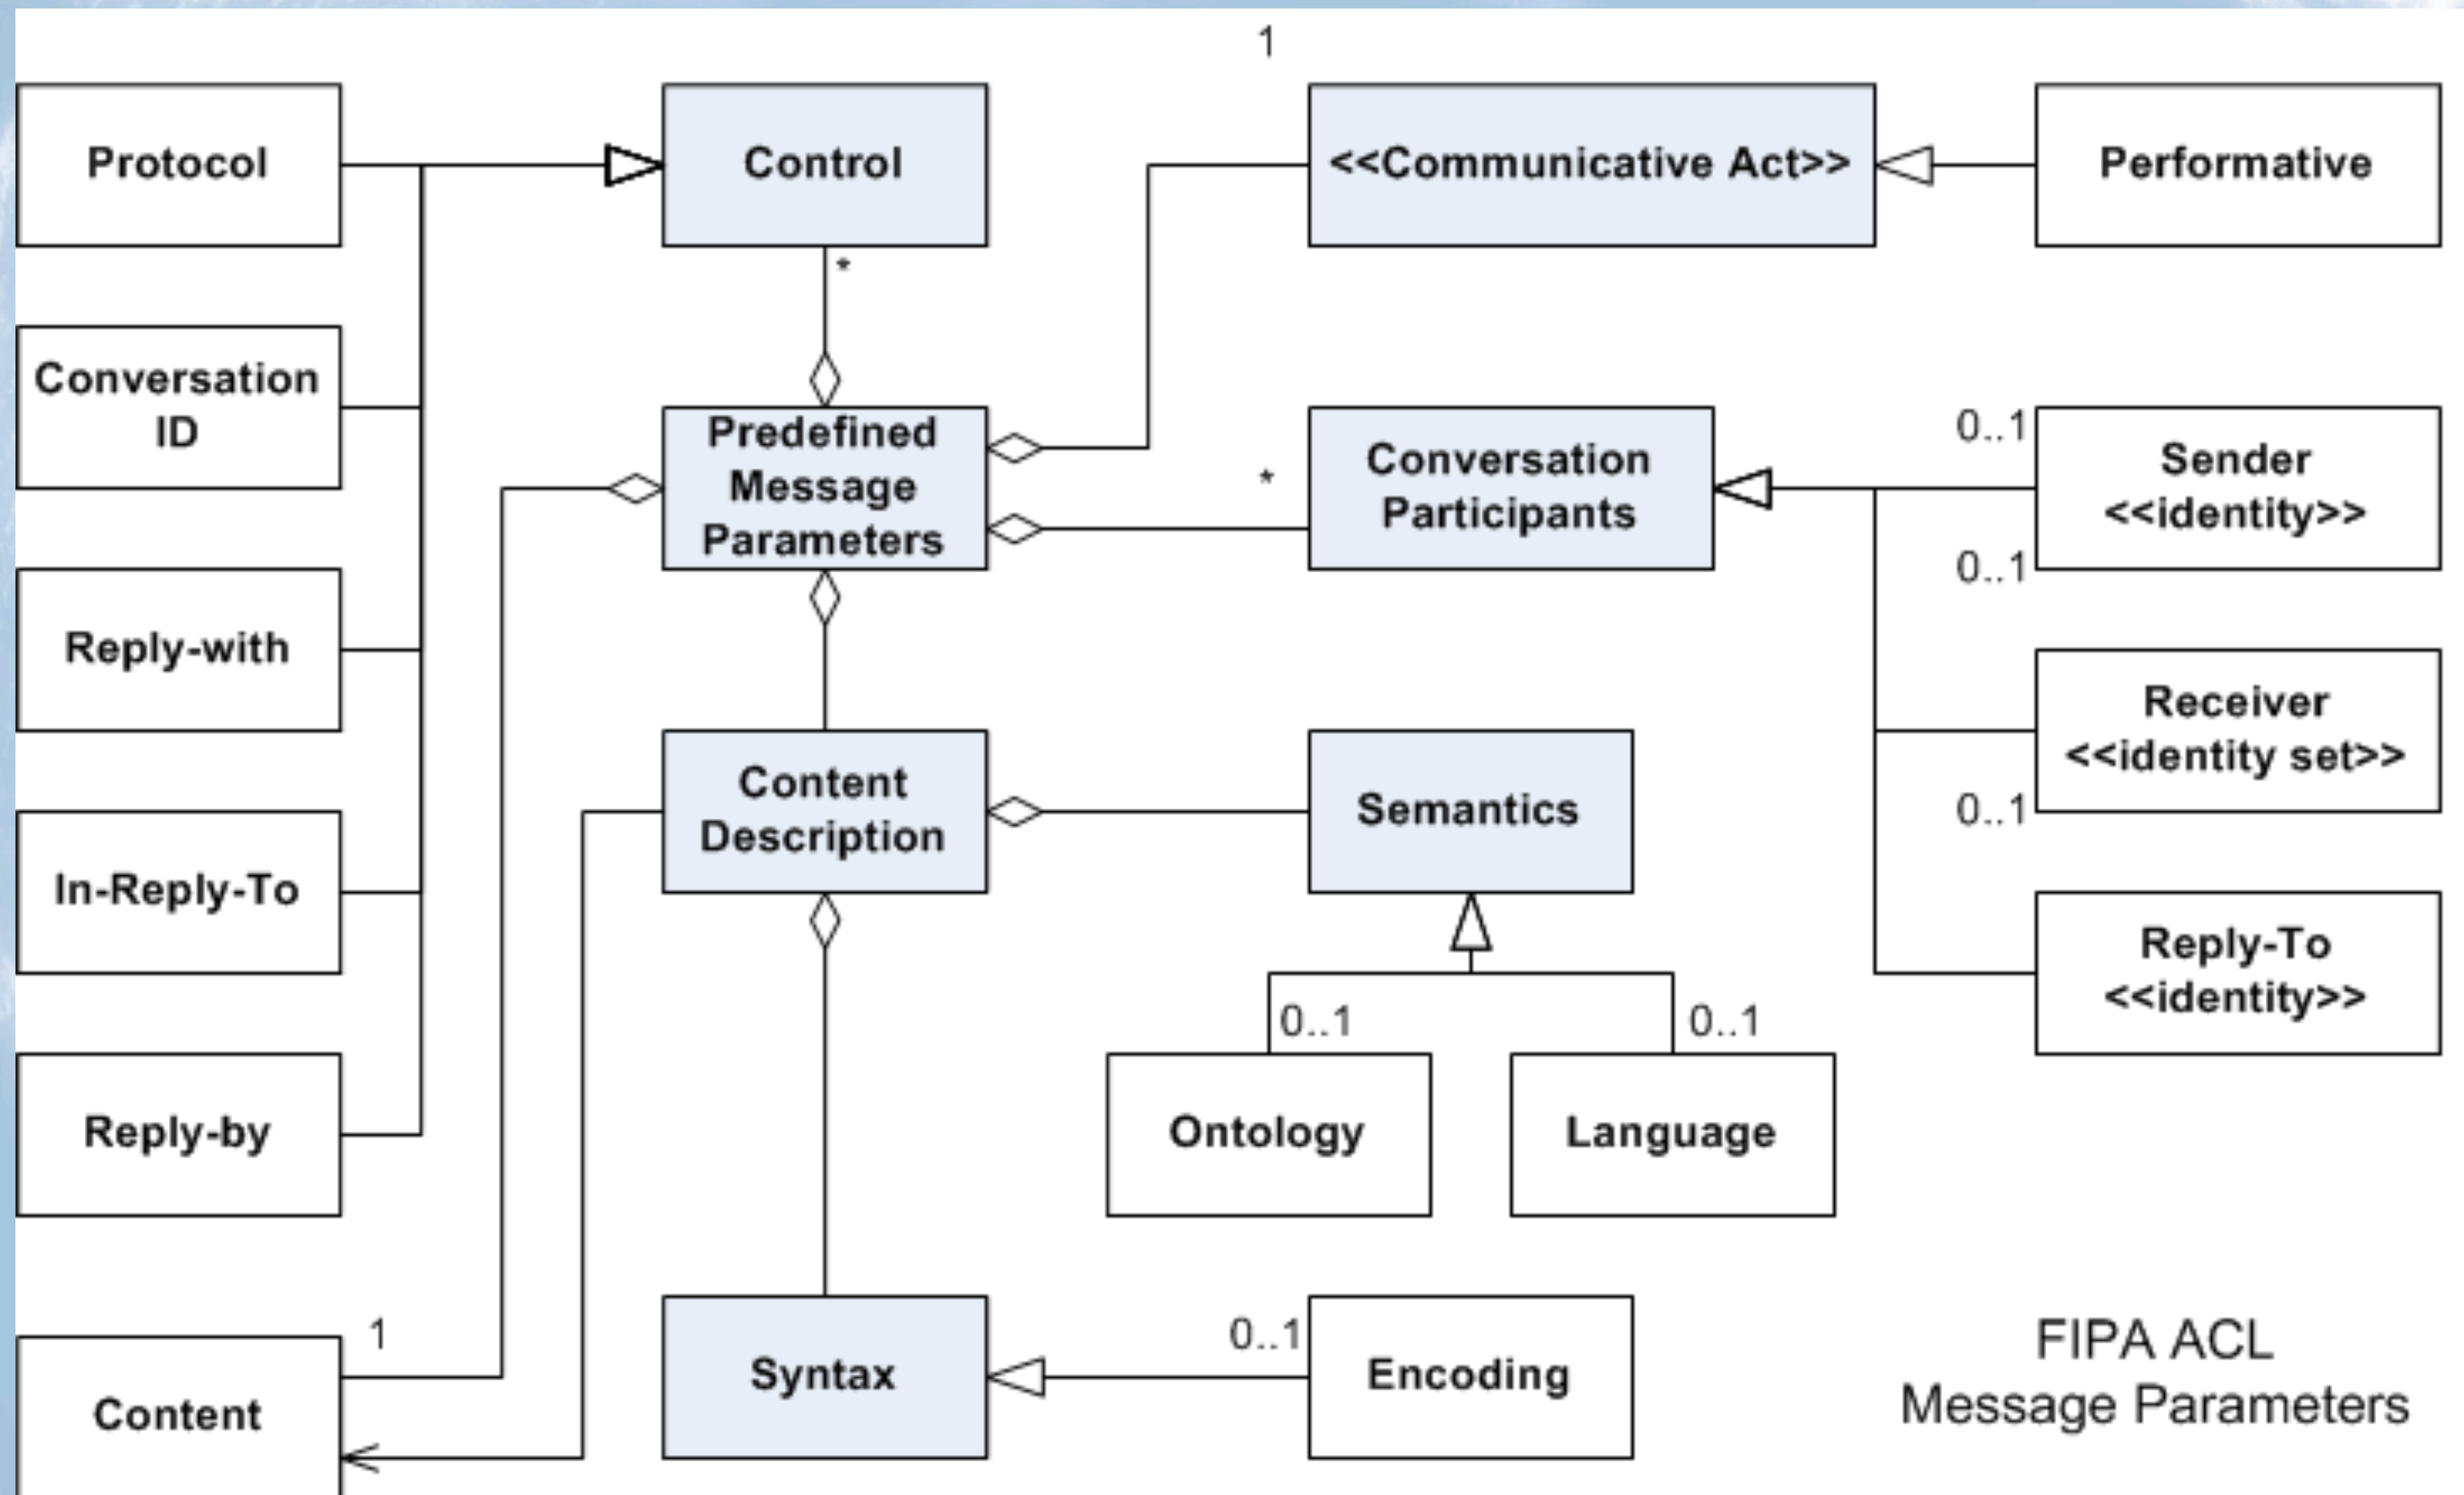 1
Protocol
Control
<<Communicative Act>>
Performative
*
Conversation
ID
Predefined
Message
Parameters
*
Conversation
Participants
0..1
Sender
<<identity>>
0..1
Reply-with
Receiver
<<identity set>>
0..1
Content
Description
Semantics
In-Reply-To
Reply-To
<<identity>>
0..1
0..1
Reply-by
Ontology
Language
1
Content
Syntax
0..1
Encoding
FIPA ACL
Message Parameters